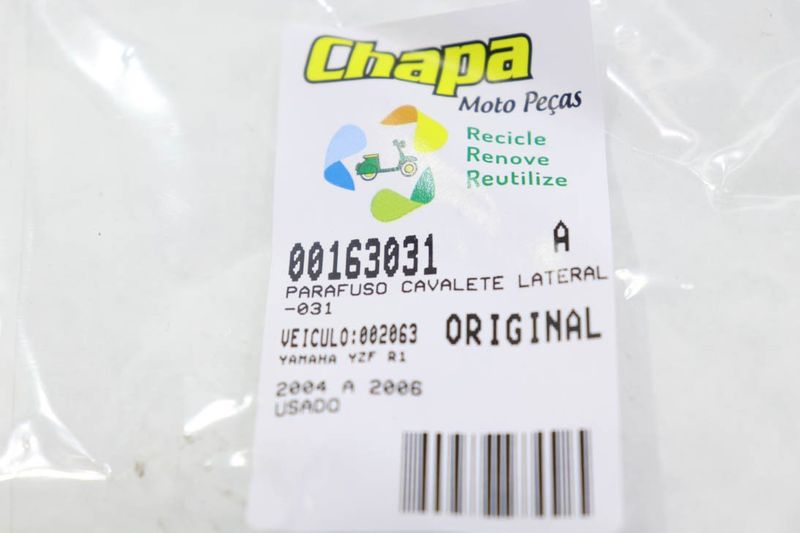 Chapa
Moto Peças
Recicle
Renove
Reutilize
00163031 A
PARAFUSO CAVALETE LATERAL
-031
VEICULO:002063 ORIGINAL
YAMAHA YZF R1
2004 A 2006
USADO